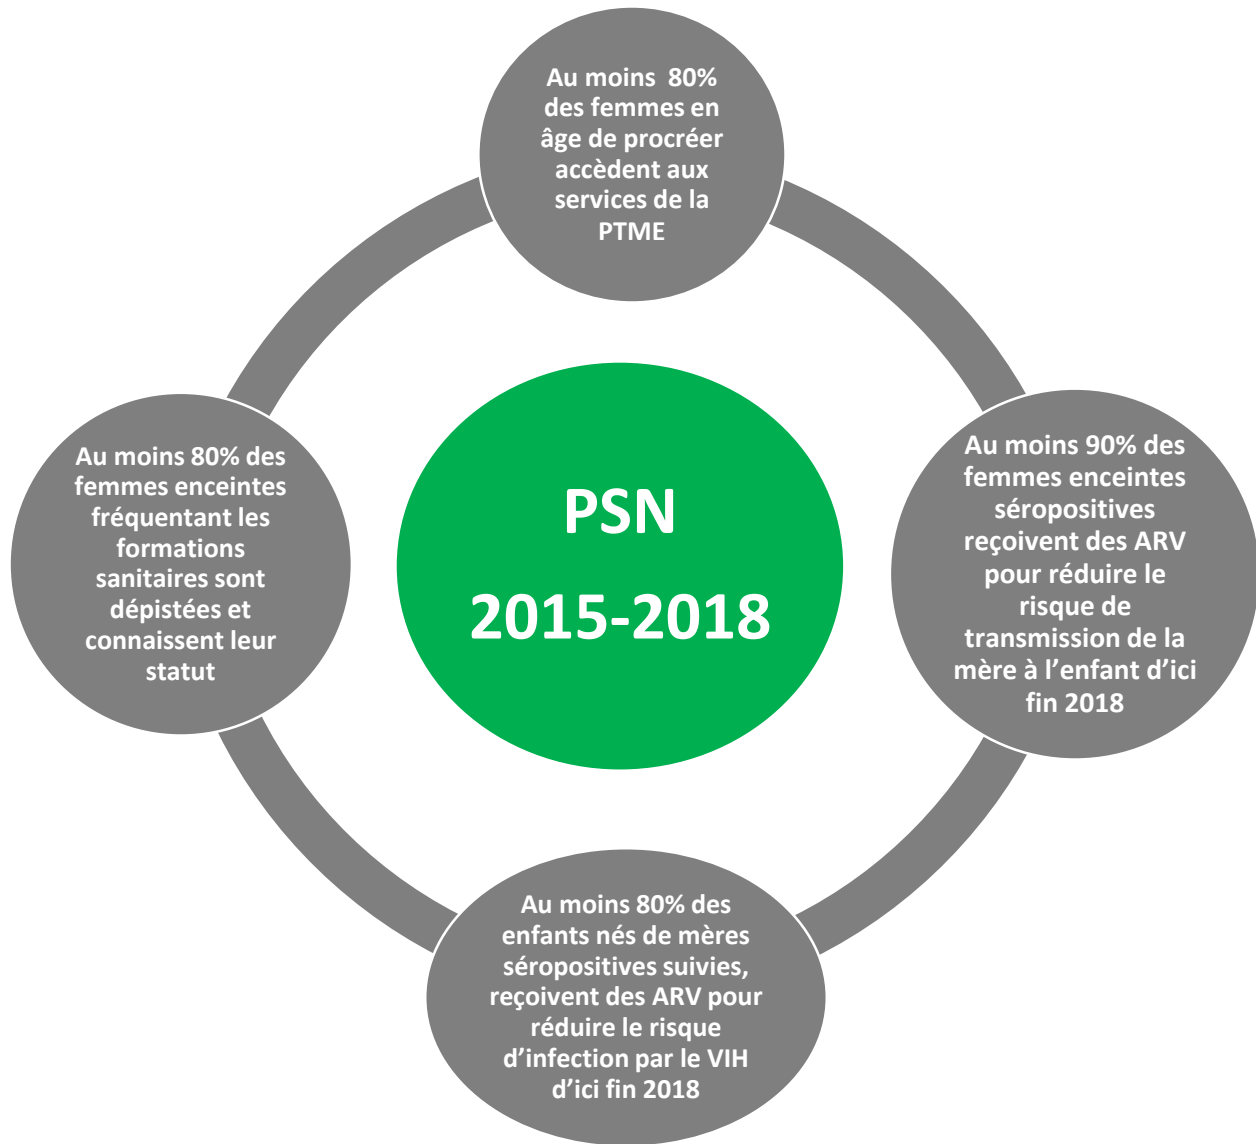 Au moins 80%
des femmes en
âge de procréer
accèdent aux
services de la
PTME
Au moins 80% des
femmes enceintes
fréquentant les
formations
sanitaires sont
dépistées et
connaissent leur
statut
PSN
2015-2018
Au moins 90% des
femmes enceintes
séropositives
reçoivent des ARV
pour réduire le
risque de
transmission de la
mère à l’enfant d’ici
fin 2018
Au moins 80% des
enfants nés de mères
séropositives suivies,
reçoivent des ARV pour
réduire le risque
d’infection par le VIH
d’ici fin 2018